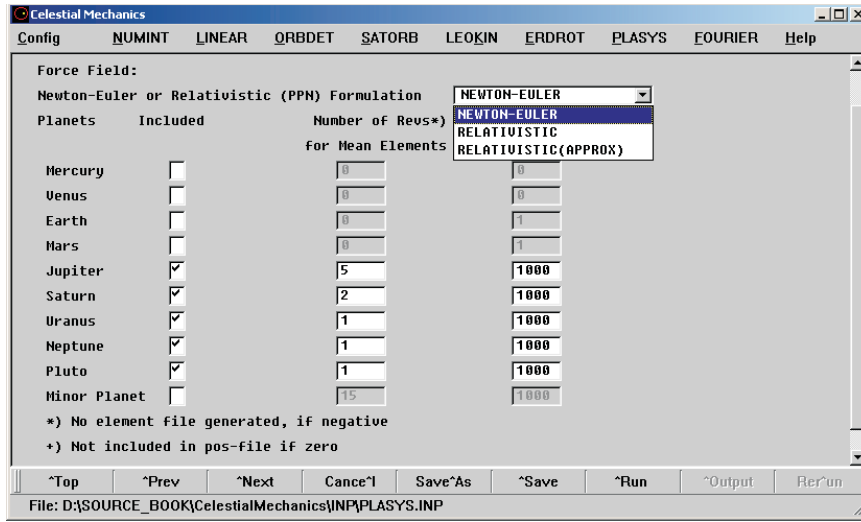 Celestial Mechanics
Config NUMINT LINEAR ORBDET SATORB LEOKIN ERDROT PLASYS FOURIER Help
Force Field:
Newton-Euler or Relativistic (PPN) Formulation NEWTON-EULER
NEWTON-EULER
RELATIVISTIC
RELATIVISTIC(APPROX)
Planets Included Number of Revs*)
for Mean Elements
Mercury 0 0
Venus 0 0
Earth 0 1
Mars 0 1
Jupiter 5 1000
Saturn 2 1000
Uranus 1 1000
Neptune 1 1000
Pluto 1 1000
Minor Planet 15 1000
*) No element file generated, if negative
+) Not included in pos-file if zero
^Top ^Prev ^Next Cance^l Save^As ^Save ^Run ^Output Rer^un
File: D:\SOURCE_BOOK\CelestialMechanics\INP\PLASYS.INP